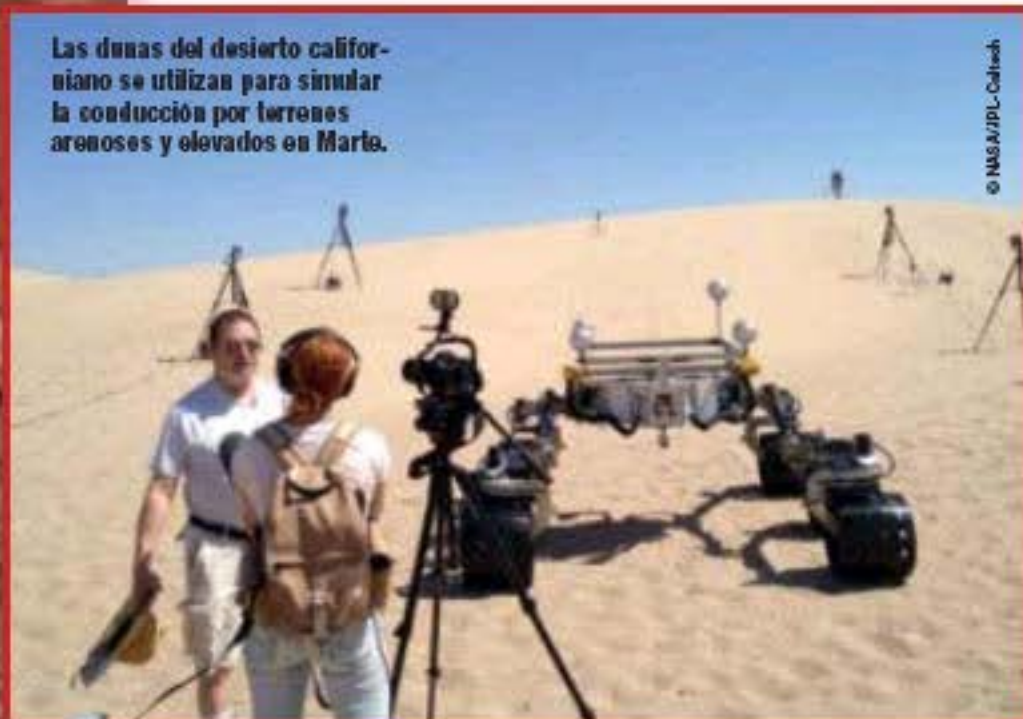 Las dunas del desierto califor-
niano se utilizan para simular
la conducción por terrenos
arenosos y elevados en Marte.
© NASA/JPL-Caltech